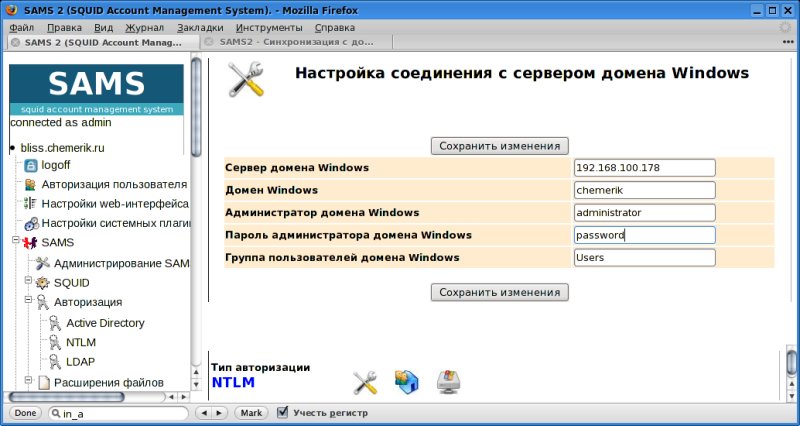 SAMS 2 (SQUID Account Management System). - Mozilla Firefox
Файл Правка Вид Журнал Закладки Инструменты Справка
SAMS 2 (SQUID Account Manag... SAMS2 - Синхронизация с до...
SAMS
squid account management system
connected as admin
bliss.chemerik.ru
logoff
Авторизация пользователя
Настройки web-интерфейса
Настройки системных плаги
SAMS
Администрирование SAM
SQUID
Авторизация
Active Directory
NTLM
LDAP
Расширения файлов
Настройка соединения с сервером домена Windows
Сохранить изменения
Сервер домена Windows 192.168.100.178
Домен Windows chemerik
Администратор домена Windows administrator
Пароль администратора домена Windows password
Группа пользователей домена Windows Users
Сохранить изменения
Тип авторизации
NTLM
Done in_a Mark Учесть регистр